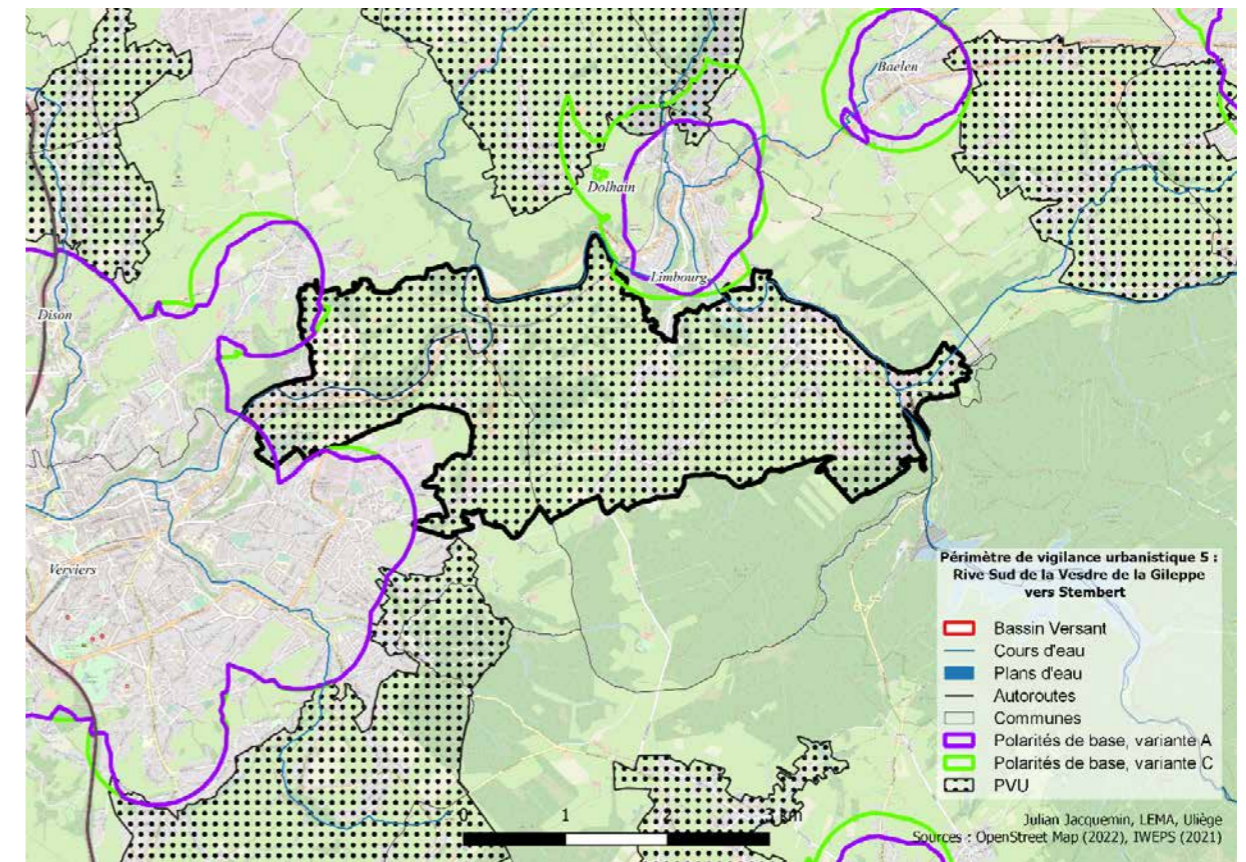 Baelen
Dolhain
Limbourg
Dison
Verviers
Périmètre de vigilance urbanistique 5 :
Rive Sud de la Vesdre de la Gileppe
vers Stembert
Bassin Versant
Cours d'eau
Plans d'eau
Autoroutes
Communes
Polarités de base, variante A
Polarités de base, variante C
PVU
0 1 2 3 km
Julian Jacquemin, LEMA, Uliège
Sources : OpenStreet Map (2022), IWEPS (2021)